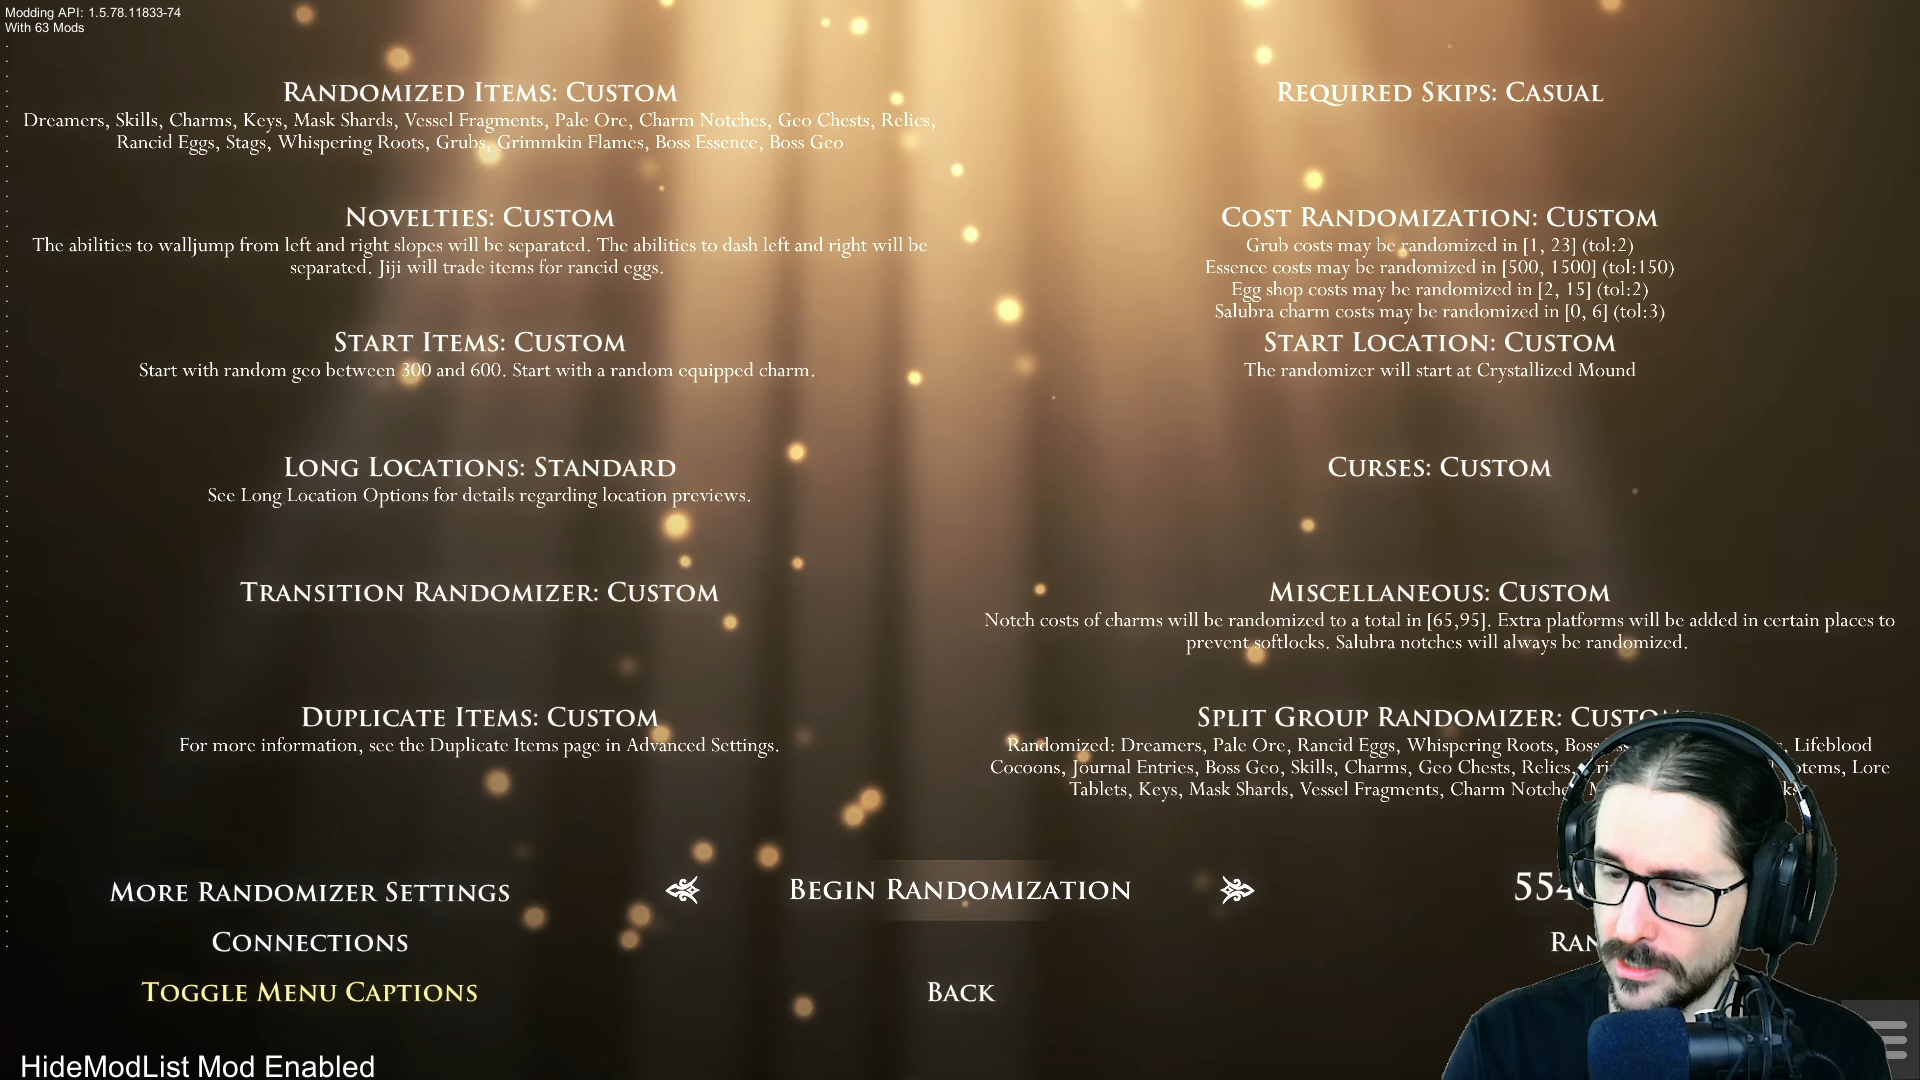 Modding API: 1.5.78.11833-74
With 63 Mods
Randomized Items: Custom
Dreamers, Skills, Charms, Keys, Mask Shards, Vessel Fragments, Pale Ore, Charm Notches, Geo Chests, Relics,
Rancid Eggs, Stags, Whispering Roots, Grubs, Grimmkin Flames, Boss Essence, Boss Geo
Required Skips: Casual
Novelties: Custom
The abilities to walljump from left and right slopes will be separated. The abilities to dash left and right will be
separated. Jiji will trade items for rancid eggs.
Cost Randomization: Custom
Grub costs may be randomized in [1, 23] (tol:2)
Essence costs may be randomized in [500, 1500] (tol:150)
Egg shop costs may be randomized in [2, 15] (tol:2)
Salubra charm costs may be randomized in [0, 6] (tol:3)
Start Items: Custom
Start with random geo between 300 and 600. Start with a random equipped charm.
Start Location: Custom
The randomizer will start at Crystallized Mound
Long Locations: Standard
See Long Location Options for details regarding location previews.
Curses: Custom
Transition Randomizer: Custom
Miscellaneous: Custom
Notch costs of charms will be randomized to a total in [65,95]. Extra platforms will be added in certain places to
prevent softlocks. Salubra notches will always be randomized.
Duplicate Items: Custom
For more information, see the Duplicate Items page in Advanced Settings.
Split Group Randomizer: Custom
Randomized: Dreamers, Pale Ore, Rancid Eggs, Whispering Roots, Boss Lifeblood
Cocoons, Journal Entries, Boss Geo, Skills, Charms, Geo Chests, Relics, Lore
Tablets, Keys, Mask Shards, Vessel Fragments, Charm
More Randomizer Settings
Begin Randomization
Connections
Toggle Menu Captions
Back
HideModList Mod Enabled